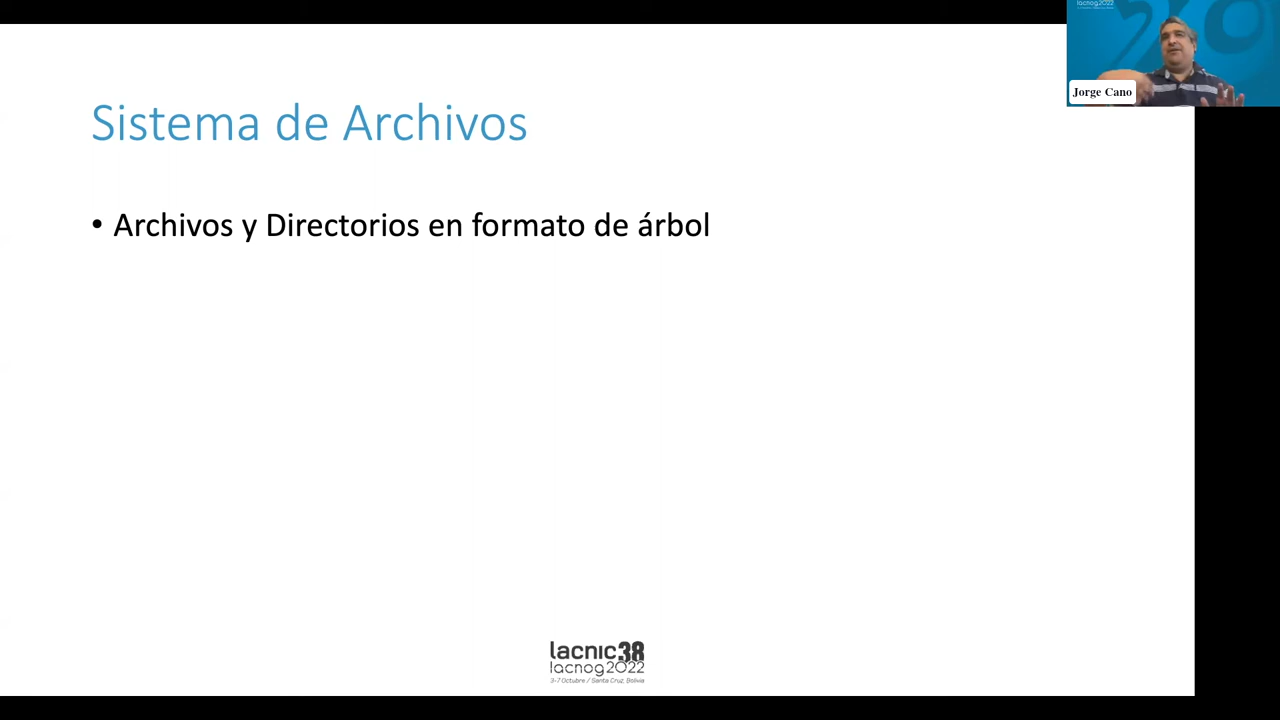 lacnog2022
Jorge Cano
Sistema de Archivos
• Archivos y Directorios en formato de árbol
lacnic38
lacnog2022
3-7 Octubre / Santa Cruz, Bolivia